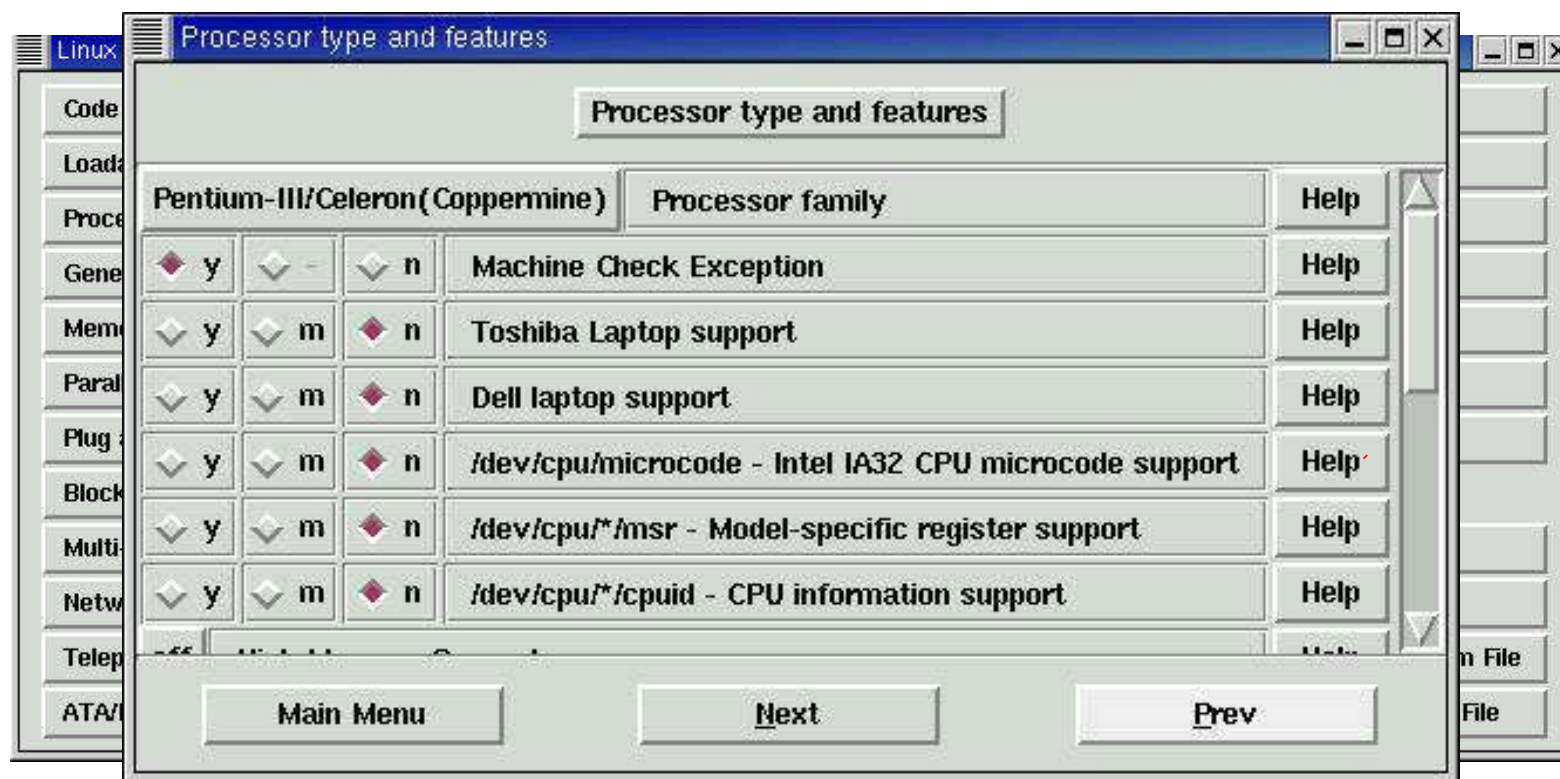 Linux
Processor type and features
Code
Processor type and features
Pentium-III/Celeron(Coppermine) Processor family Help
y - n Machine Check Exception Help
y m n Toshiba Laptop support Help
y m n Dell laptop support Help
y m n /dev/cpu/microcode - Intel IA32 CPU microcode support Help
y m n /dev/cpu/*/msr - Model-specific register support Help
y m n /dev/cpu/*/cpuid - CPU information support Help
off
Main Menu Next Prev
Loada
Proce
Gene
Mem
Paral
Plug
Block
Multi-
Netw
Telep
ATA/
m File
File